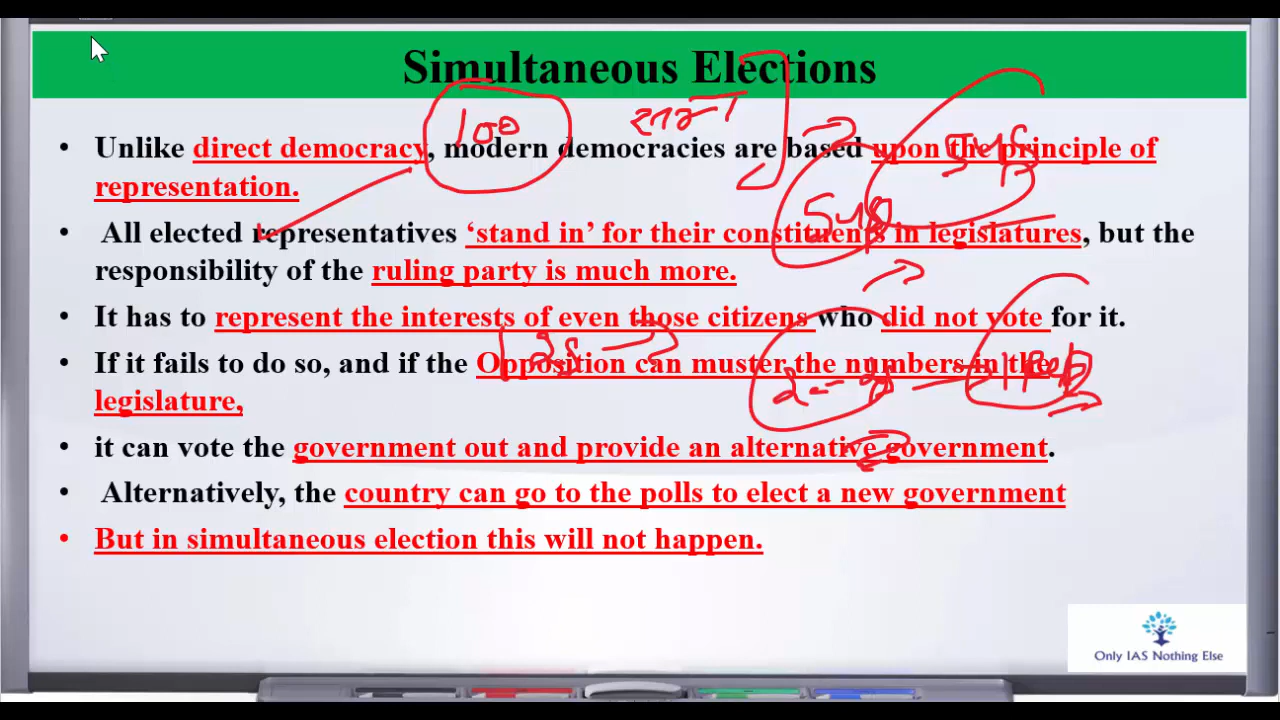 Simultaneous Elections
• Unlike direct democracy, modern democracies are based upon the principle of
representation.
• All elected representatives ‘stand in’ for their constituents in legislatures, but the
responsibility of the ruling party is much more.
• It has to represent the interests of even those citizens who did not vote for it.
• If it fails to do so, and if the Opposition can muster the numbers in the
legislature,
• it can vote the government out and provide an alternative government.
• Alternatively, the country can go to the polls to elect a new government
• But in simultaneous election this will not happen.
100
Only IAS Nothing Else